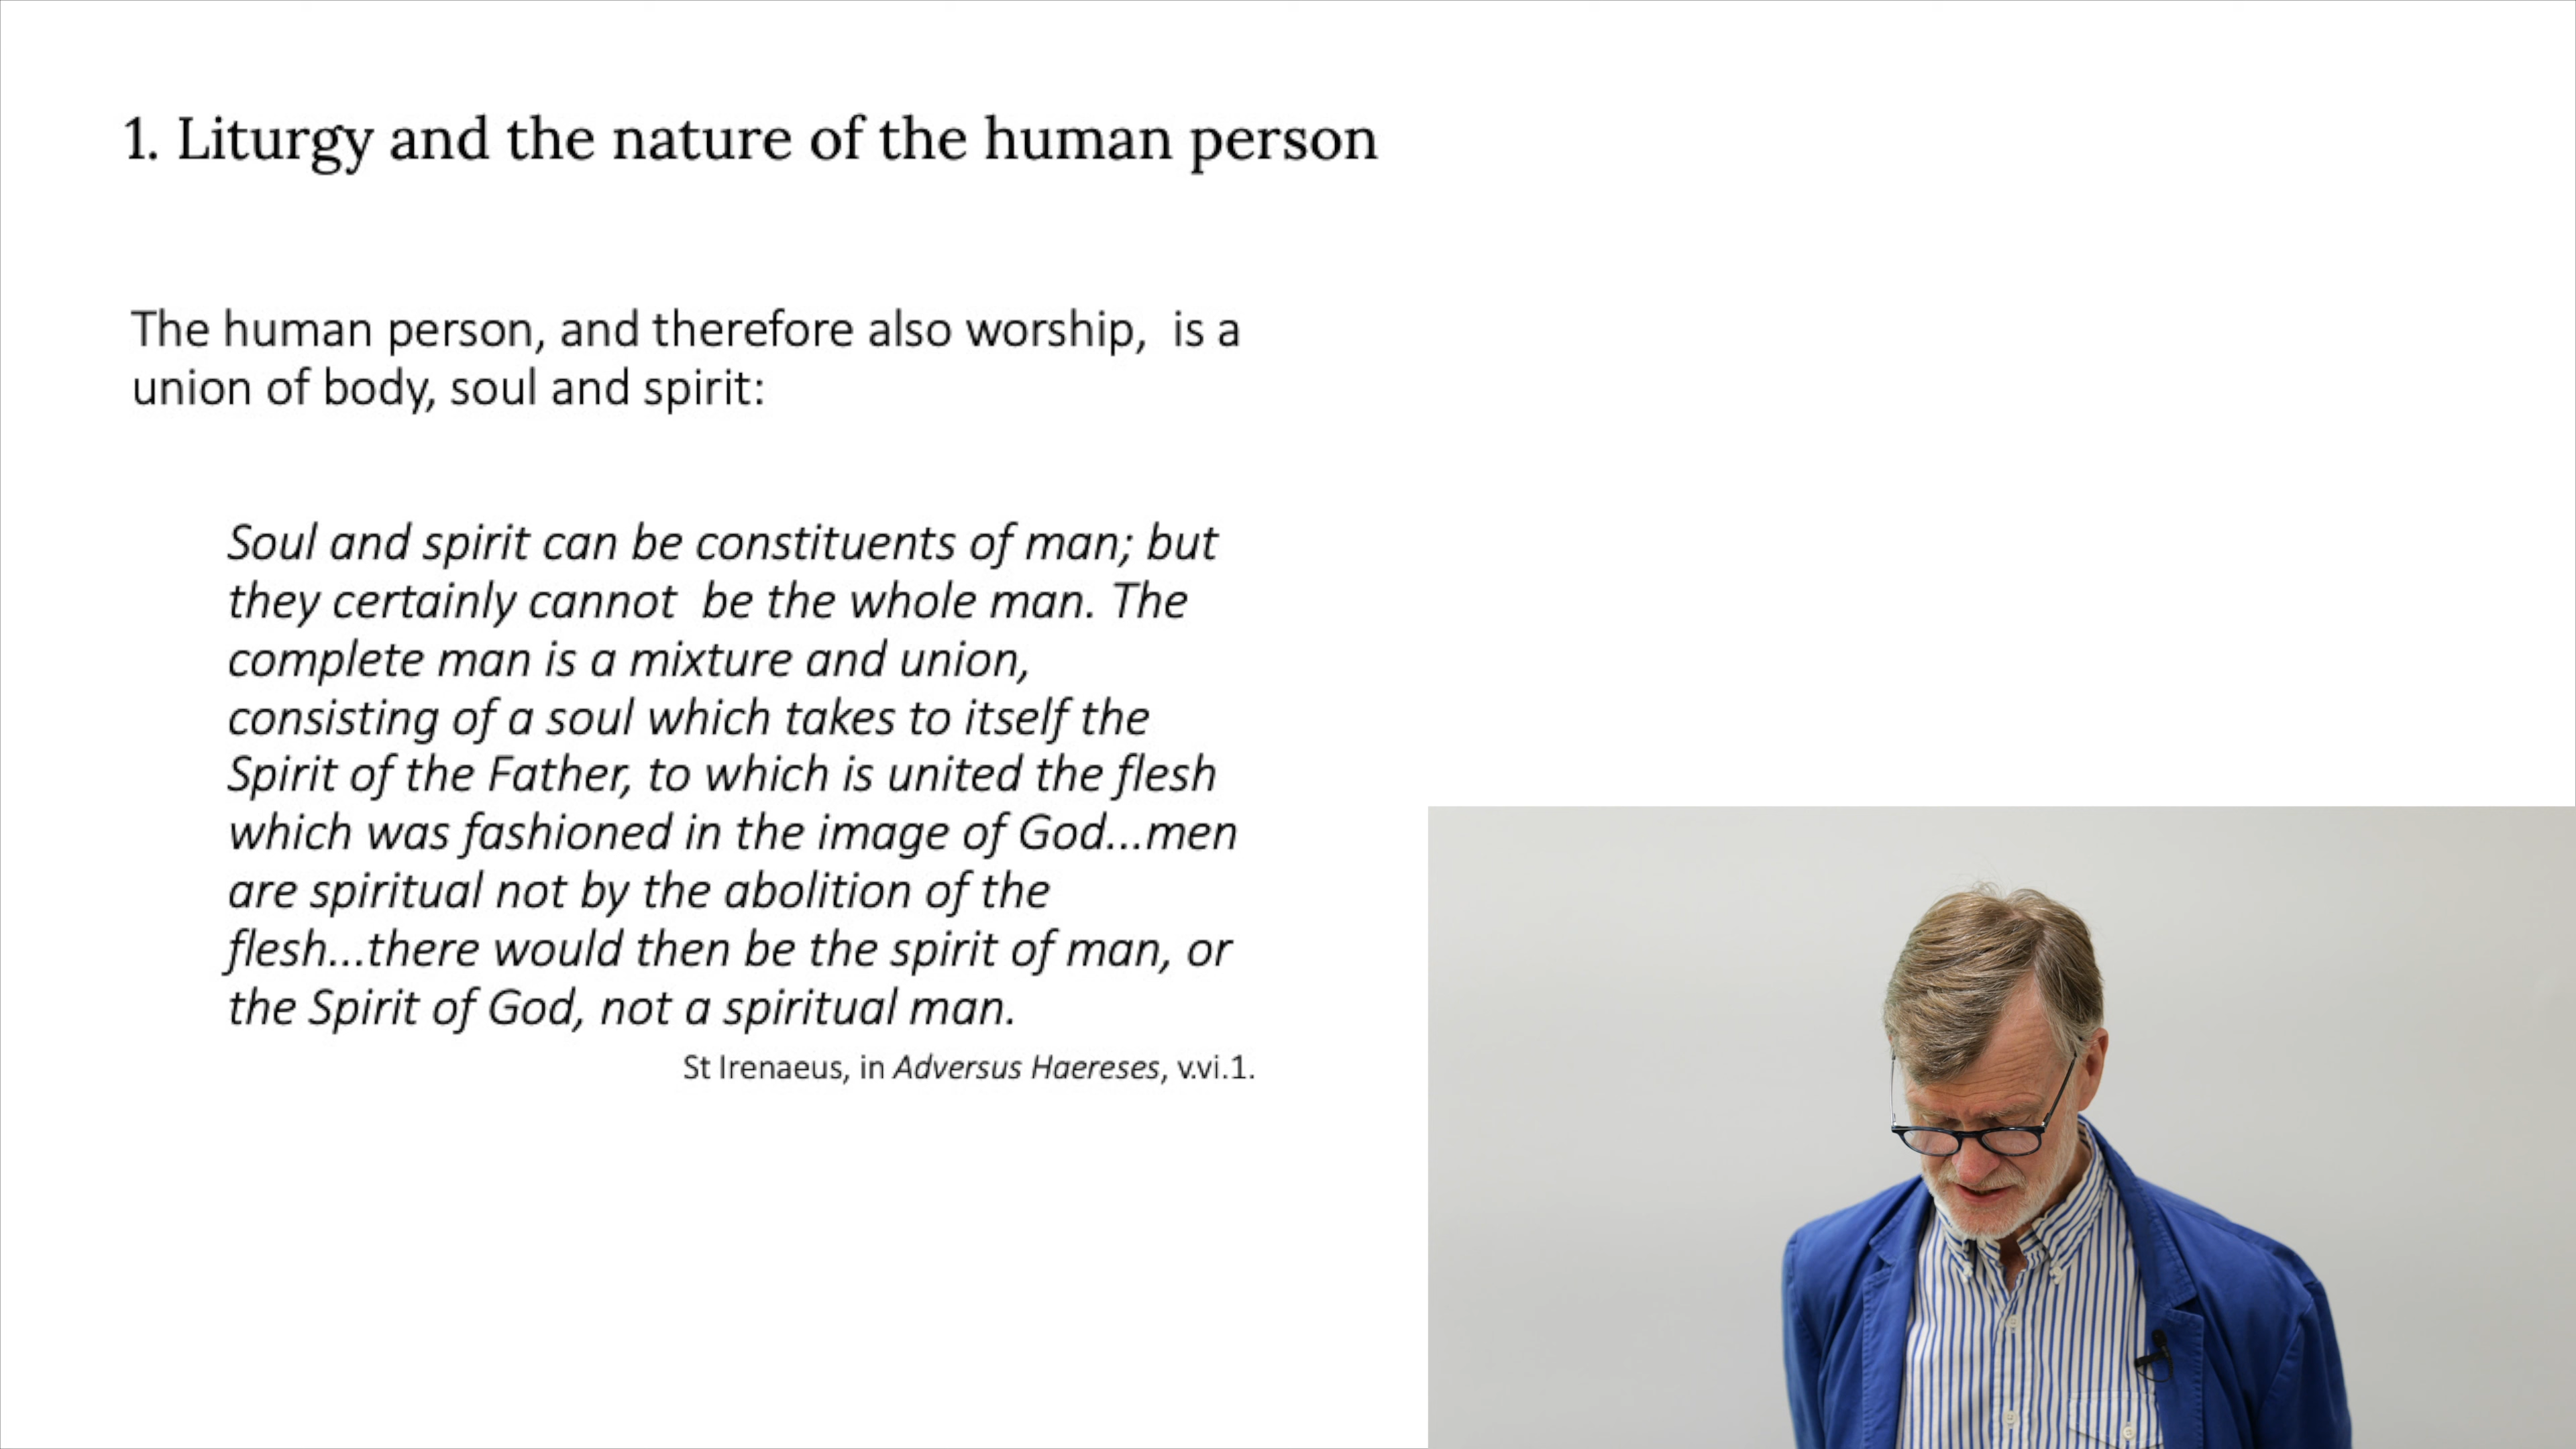 1. Liturgy and the nature of the human person
The human person, and therefore also worship,  is a
union of body, soul and spirit:
Soul and spirit can be constituents of man; but
they certainly cannot  be the whole man. The
complete man is a mixture and union,
consisting of a soul which takes to itself the
Spirit of the Father, to which is united the flesh
which was fashioned in the image of God...men
are spiritual not by the abolition of the
flesh...there would then be the spirit of man, or
the Spirit of God, not a spiritual man.
St Irenaeus, in Adversus Haereses, v.vi.1.